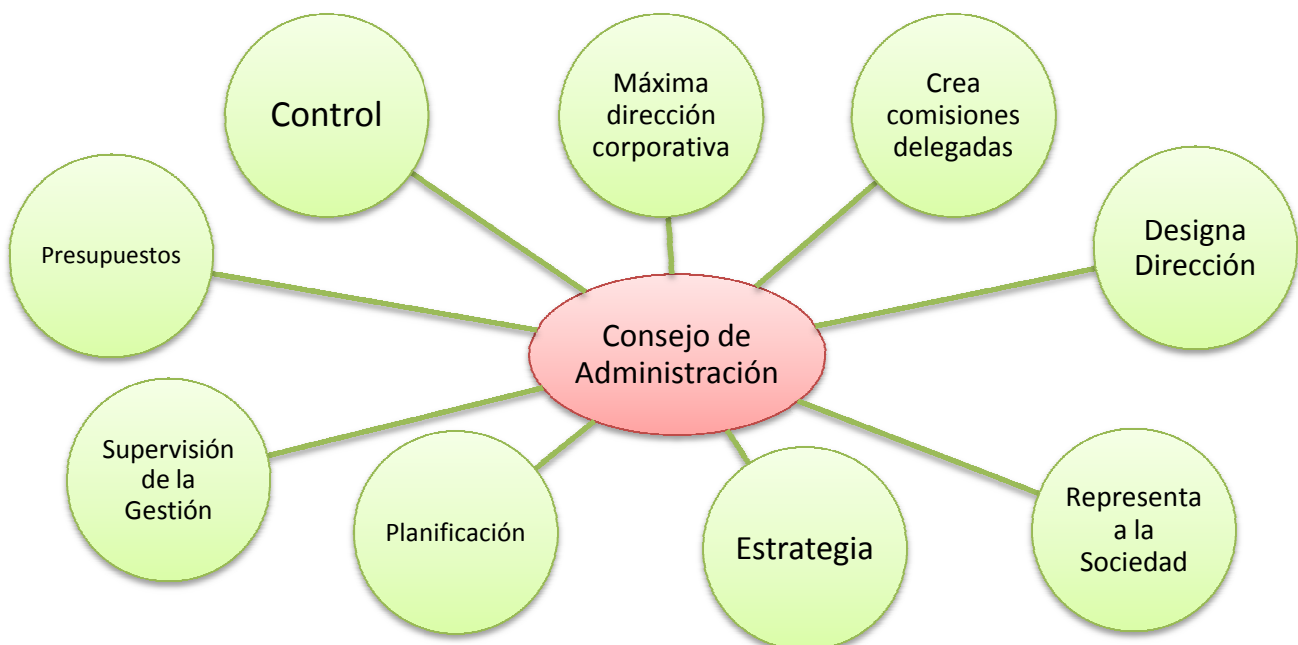 Control
Máxima
dirección
corporativa
Crea
comisiones
delegadas
Designa
Dirección
Presupuestos
Consejo de
Administración
Supervisión
de la
Gestión
Planificación
Estrategia
Representa
a la
Sociedad